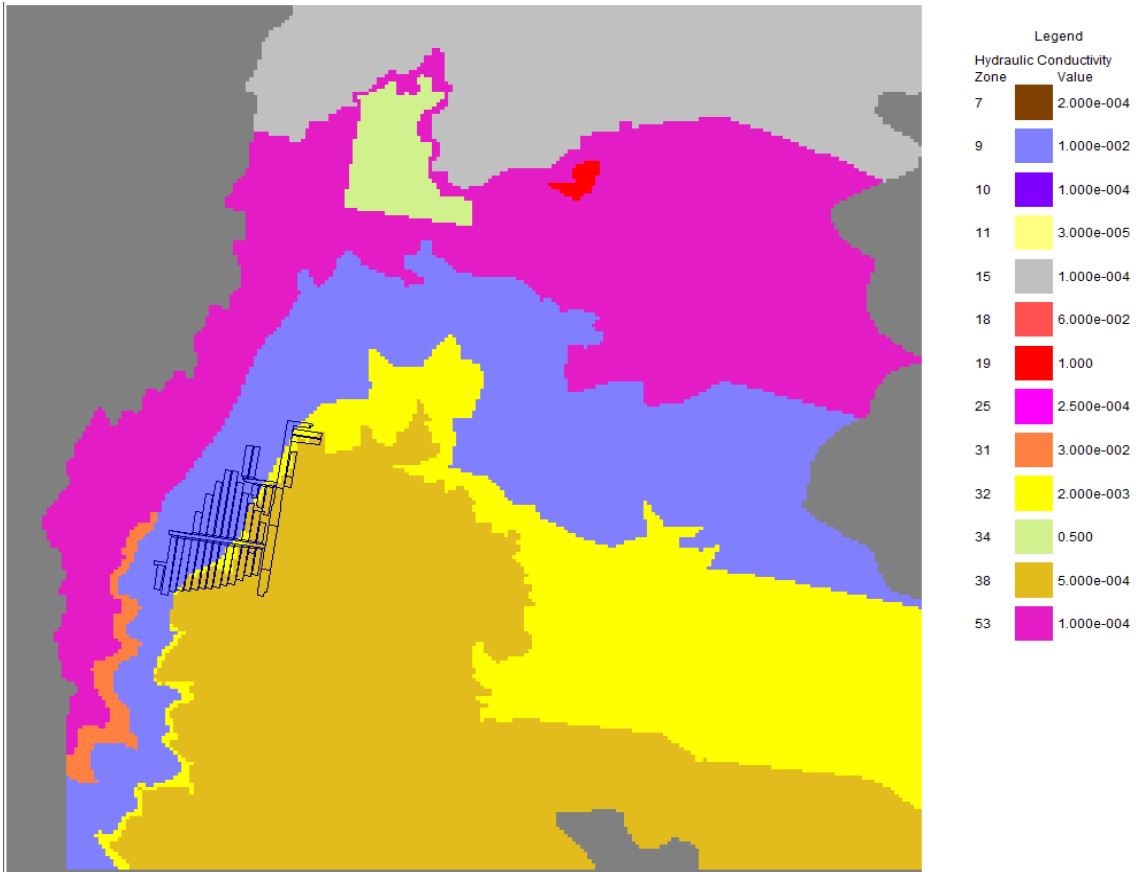 Legend
Hydraulic Conductivity
Zone Value
7 2.000e-004
9 1.000e-002
10 1.000e-004
11 3.000e-005
15 1.000e-004
18 6.000e-002
19 1.000
25 2.500e-004
31 3.000e-002
32 2.000e-003
34 0.500
38 5.000e-004
53 1.000e-004